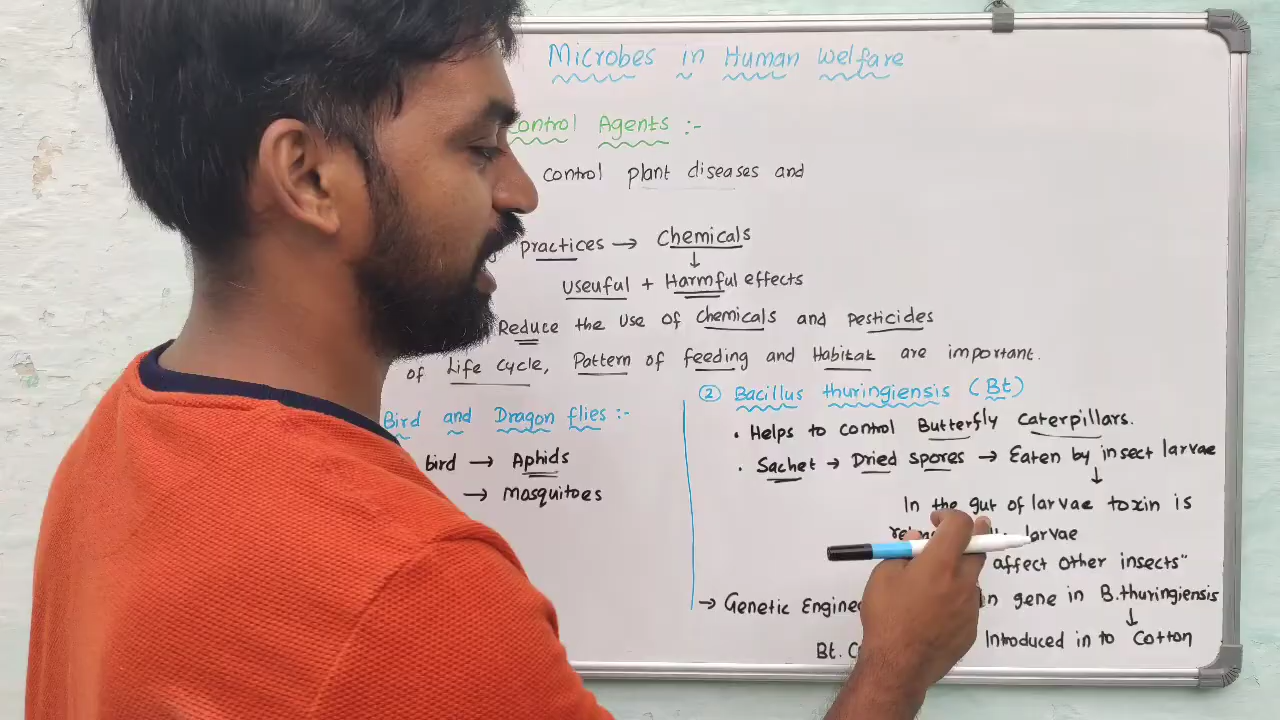 Microbes in Human welfare
Control Agents :-
control plant diseases and
practices → Chemicals
↓
useuful + Harmful effects
Reduce the use of chemicals and pesticides
of Life cycle, Pattern of feeding and Habitat are important.
Bird and Dragon flies :-
bird → Aphids
→ Mosquitoes
② Bacillus thuringiensis (Bt)
• Helps to control Butterfly Caterpillars.
• Sachet → Dried spores → Eaten by insect larvae
↓
In the gut of larvae toxin is
larvae
affect other insects"
→ Genetic gene in B.thuringiensis
↓
Bt. Introduced in to Cotton